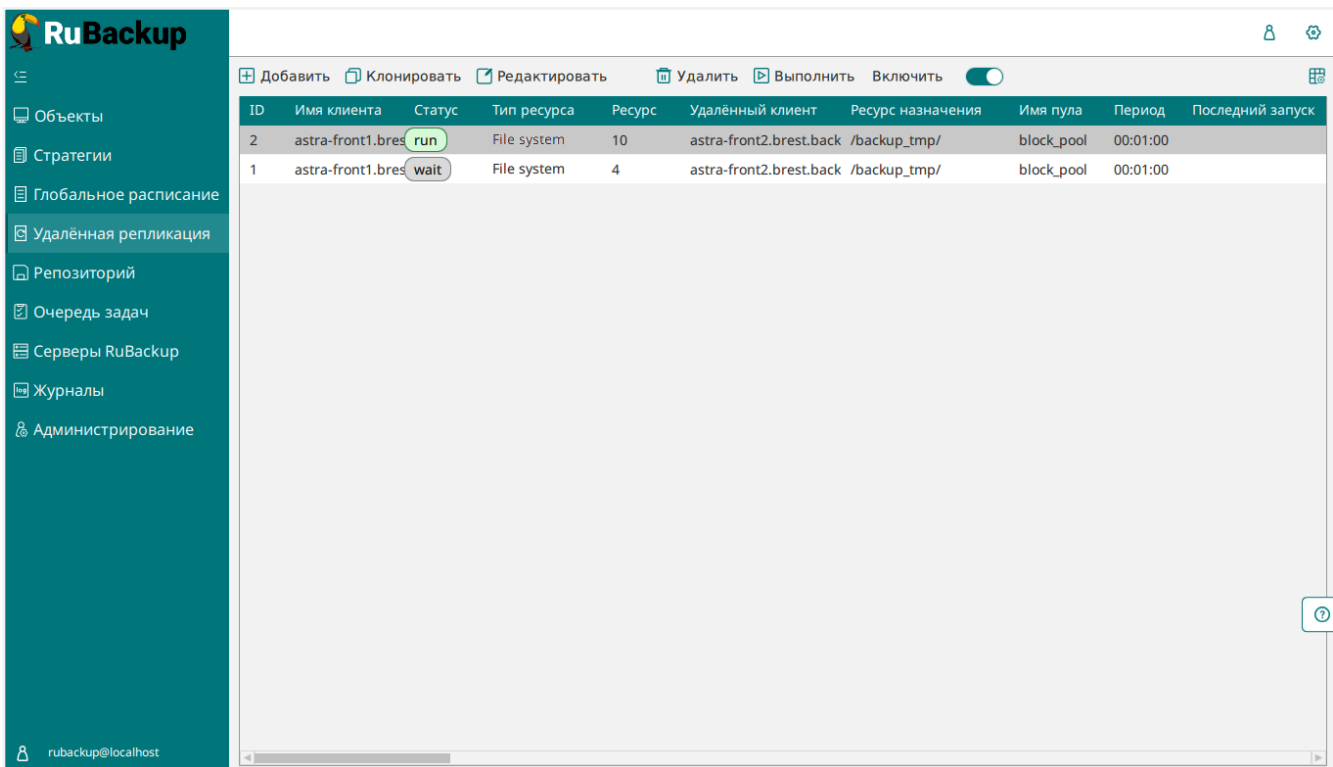 RuBackup
Добавить Клонировать Редактировать Удалить Выполнить Включить
Объекты
Стратегии
Глобальное расписание
Удалённая репликация
Репозиторий
Очередь задач
Серверы RuBackup
log Журналы
Администрирование
rubackup@localhost
ID Имя клиента Статус Тип ресурса Ресурс Удалённый клиент Ресурс назначения Имя пула Период Последний запуск
2 astra-front1.bres run File system 10 astra-front2.brest.back /backup_tmp/ block_pool 00:01:00
1 astra-front1.bres wait File system 4 astra-front2.brest.back /backup_tmp/ block_pool 00:01:00